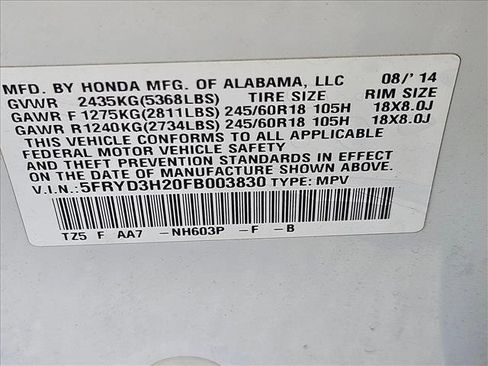 MFD. BY HONDA MFG. OF ALABAMA, LLC 08/'14
GVWR 2435KG(5368LBS) TIRE SIZE RIM SIZE
GAWR F 1275KG(2811LBS) 245/60R18 105H 18X8.0J
GAWR R 1240KG(2734LBS) 245/60R18 105H 18X8.0J
THIS VEHICLE CONFORMS TO ALL APPLICABLE
FEDERAL MOTOR VEHICLE SAFETY
AND THEFT PREVENTION STANDARDS IN EFFECT
ON THE DATE OF MANUFACTURE SHOWN ABOVE.
V.I.N.: 5FRYD3H20FB003830 TYPE: MPV
TZ5 F AA7 -NH603P -F -B